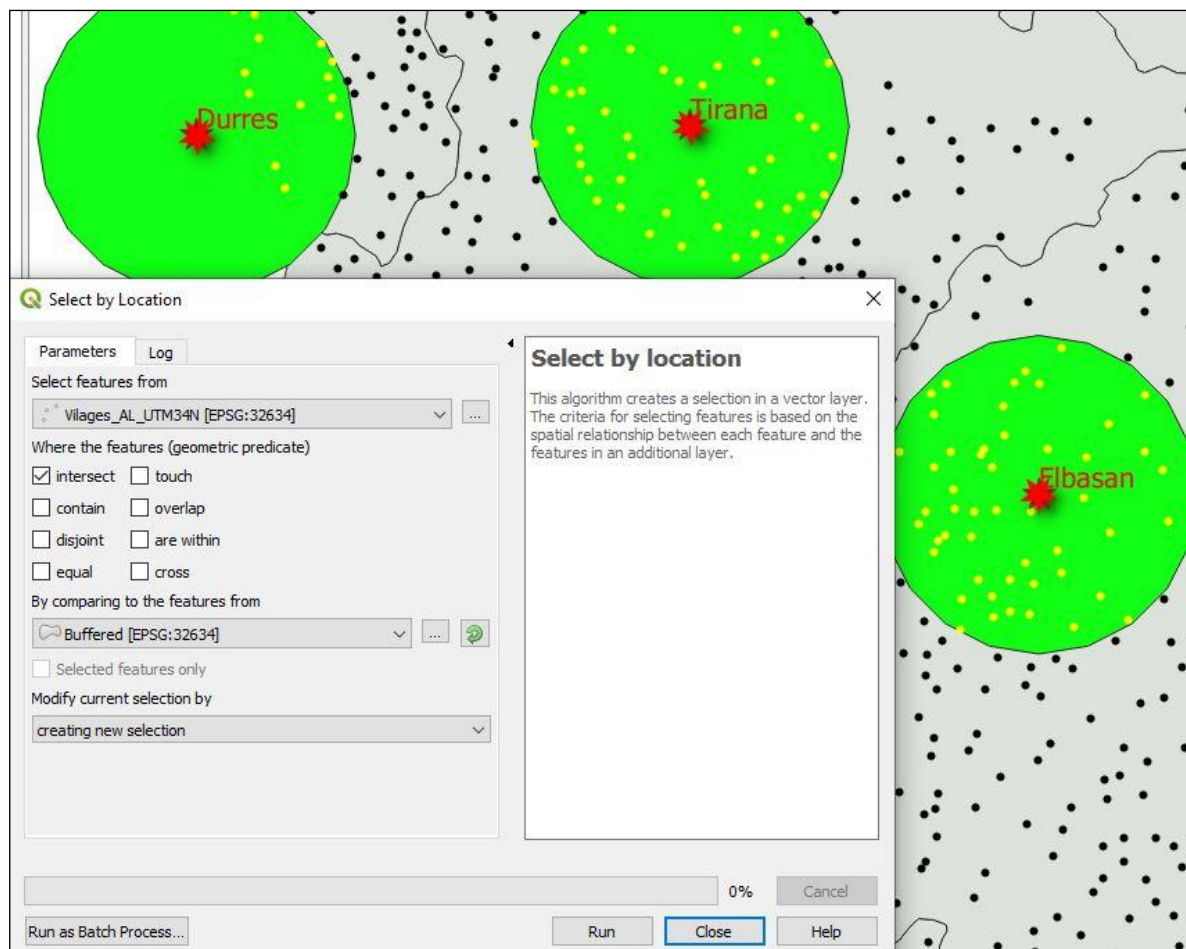 Durres
Tirana
Elbasan
Select by Location
Parameters
Log
Select features from
Vilages_AL_UTM34N [EPSG:32634]
...
Where the features (geometric predicate)
intersect
touch
contain
overlap
disjoint
are within
equal
cross
By comparing to the features from
Buffered [EPSG:32634]
...
Selected features only
Modify current selection by
creating new selection
Select by location
This algorithm creates a selection in a vector layer.
The criteria for selecting features is based on the
spatial relationship between each feature and the
features in an additional layer.
0%
Cancel
Run as Batch Process...
Run
Close
Help